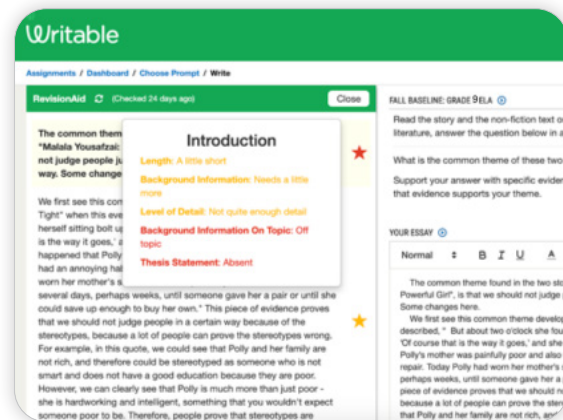 Writable
Assignments / Dashboard / Choose Prompt / Write
RevisionAid (Checked 24 days ago) Close
The common them
"Malala Yousafzai:
not judge people ju
way. Some change
Introduction
Length: A little short
Background Information: Needs a little
more
Level of Detail: Not quite enough detail
Background Information On Topic: Off
topic
Thesis Statement: Absent
We first see this com
Tight" when this eve
herself sitting bolt up
is the way it goes,' a
happened that Polly
had an annoying hal
worn her mother's s
several days, perhaps weeks, until someone gave her a pair or until she
could save up enough to buy her own." This piece of evidence proves
that we should not judge people in a certain way because of the
stereotypes, because a lot of people can prove the stereotypes wrong.
For example, in this quote, we could see that Polly and her family are
not rich, and therefore could be stereotyped as someone who is not
smart and does not have a good education because they are poor.
However, we can clearly see that Polly is much more than just poor -
she is hardworking and intelligent, something that you wouldn't expect
someone poor to be. Therefore, people prove that stereotypes are
FALL BASELINE: GRADE 9 ELA
Read the story and the non-fiction text o
literature, answer the question below in a
What is the common theme of these two
Support your answer with specific eviden
that evidence supports your theme.
YOUR ESSAY
Normal B I U A
The common theme found in the two sto
Powerful Girl", is that we should not judge
Some changes here.
We first see this common theme develop
described, " But about two o'clock she fou
'Of course that is the way it goes,' and she
Polly's mother was painfully poor and also
repair. Today Polly had worn her mother's
perhaps weeks, until someone gave her a
piece of evidence proves that we should n
because a lot of people can prove the ster
that Polly and her family are not rich, and